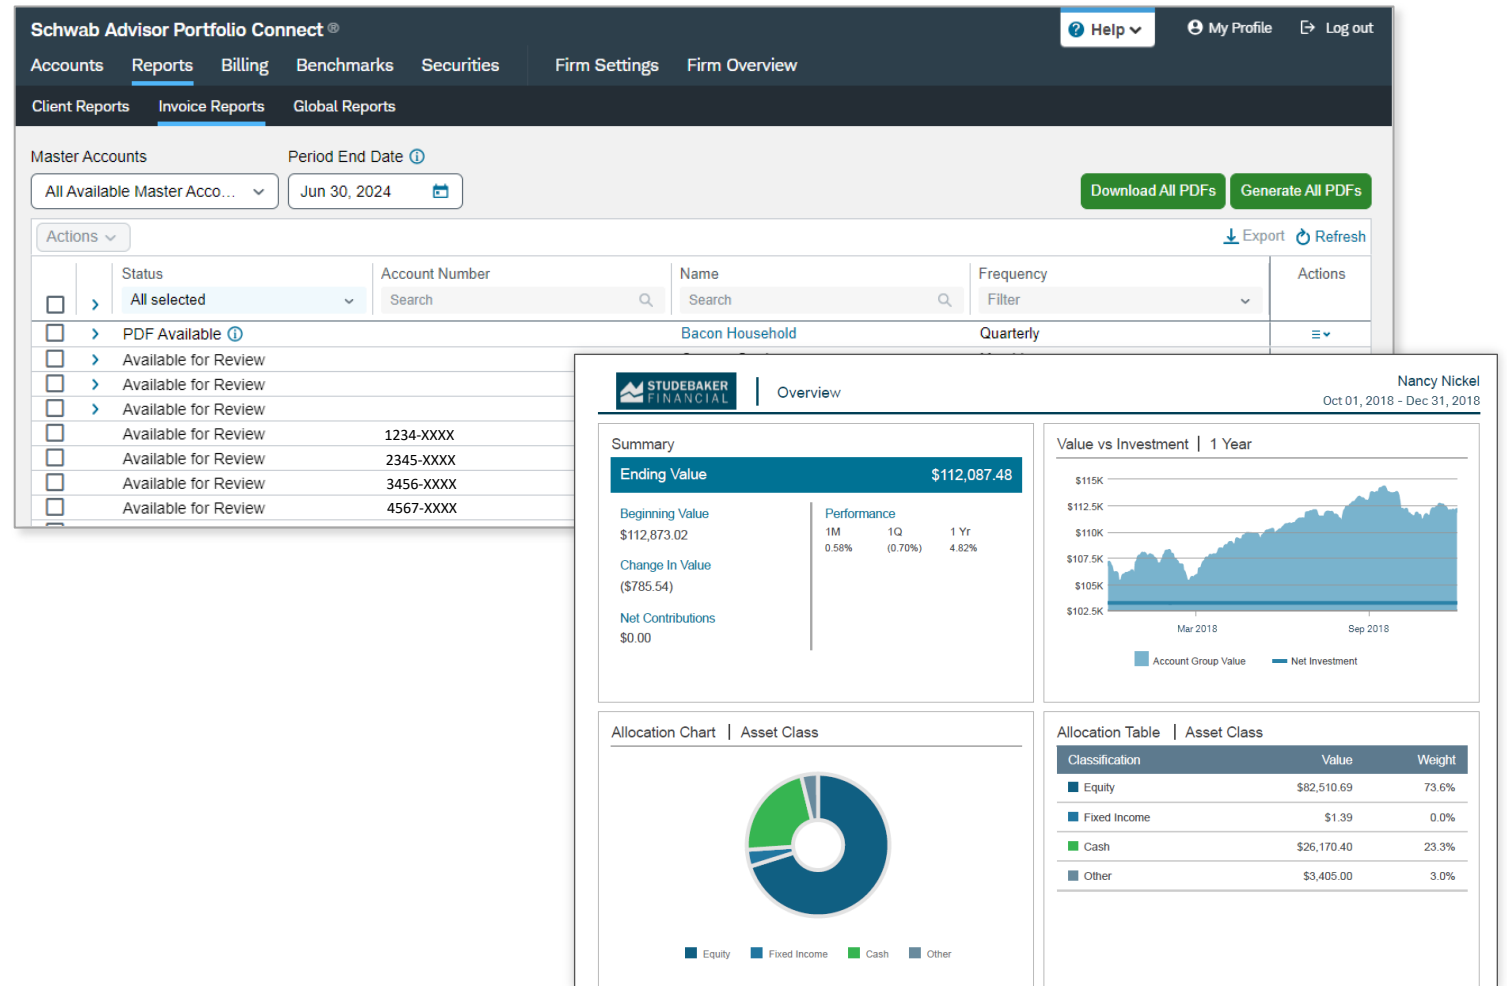 Schwab Advisor Portfolio Connect ®
Help
My Profile
Log out
Accounts Reports Billing Benchmarks Securities Firm Settings Firm Overview
Client Reports Invoice Reports Global Reports
Master Accounts Period End Date
All Available Master Acco... Jun 30, 2024
Download All PDFs Generate All PDFs
Actions
Export Refresh
Status Account Number Name Frequency Actions
All selected Search Search Filter
PDF Available Bacon Household Quarterly
Available for Review
Available for Review
Available for Review
Available for Review 1234-XXXX
Available for Review 2345-XXXX
Available for Review 3456-XXXX
Available for Review 4567-XXXX
STUDEBAKER
FINANCIAL
Overview
Nancy Nickel
Oct 01, 2018 - Dec 31, 2018
Summary
Ending Value $112,087.48
Beginning Value
$112,873.02
Change In Value
($785.54)
Net Contributions
$0.00
Performance
1M 1Q 1 Yr
0.58% (0.70%) 4.82%
Value vs Investment | 1 Year
$115K
$112.5K
$110K
$107.5K
$105K
$102.5K
Mar 2018 Sep 2018
Account Group Value Net Investment
Allocation Chart | Asset Class
Equity Fixed Income Cash Other
Allocation Table | Asset Class
Classification Value Weight
Equity $82,510.69 73.6%
Fixed Income $1.39 0.0%
Cash $26,170.40 23.3%
Other $3,405.00 3.0%